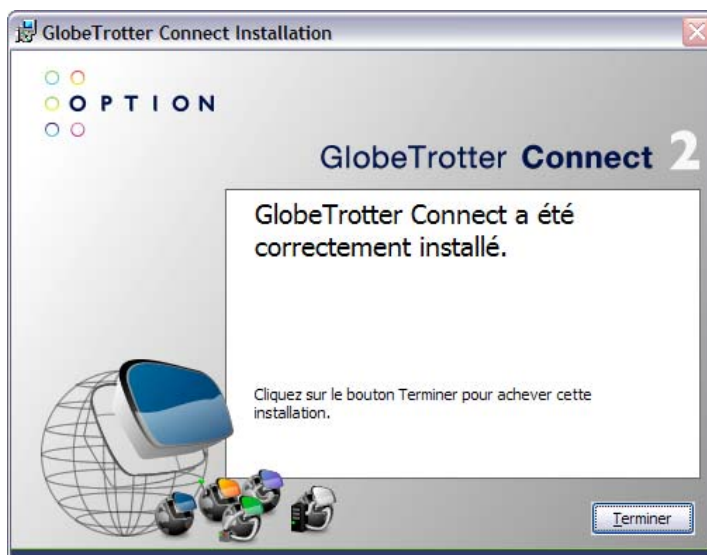 GlobeTrotter Connect Installation
OPTION
GlobeTrotter Connect 2
GlobeTrotter Connect a été
correctement installé.
Cliquez sur le bouton Terminer pour achever cette
installation.
Terminer